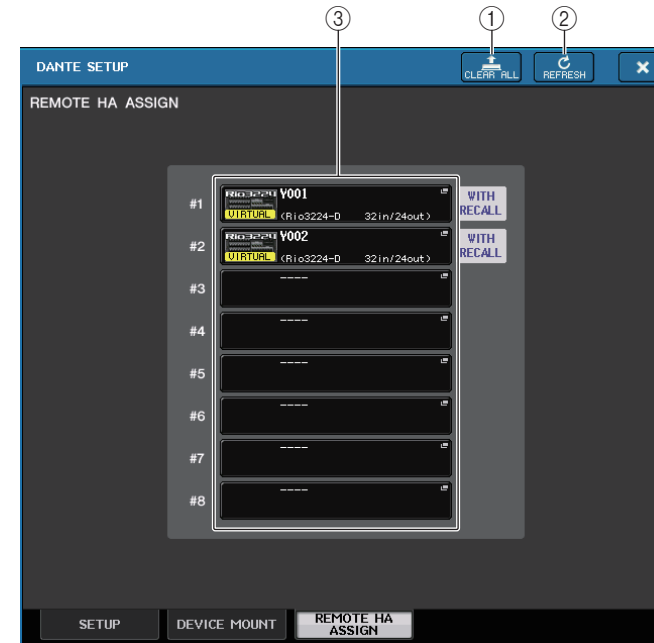 ③ ① ②
DANTE SETUP
CLEAR ALL
REFRESH
REMOTE HA ASSIGN
#1
Rio3224
VIRTUAL
Y001
(Rio3224-D 32in/24out)
WITH
RECALL
#2
Rio3224
VIRTUAL
Y002
(Rio3224-D 32in/24out)
WITH
RECALL
#3 ----
#4 ----
#5 ----
#6 ----
#7 ----
#8 ----
SETUP
DEVICE MOUNT
REMOTE HA
ASSIGN